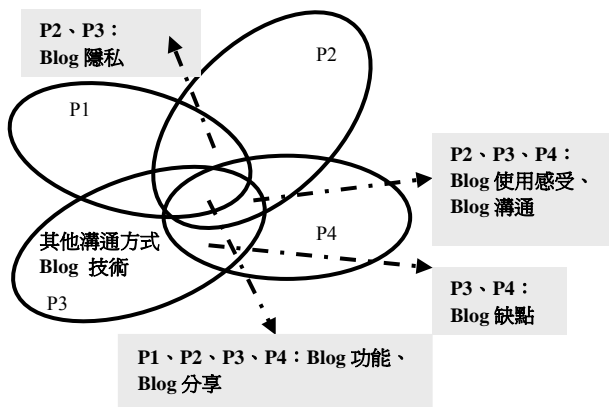 P2、P3：
Blog 隱私
P2
P1
P2、P3、P4：
Blog 使用感受、
Blog 溝通
其他溝通方式
Blog 技術
P4
P3
P3、P4：
Blog 缺點
P1、P2、P3、P4：Blog 功能、
Blog 分享